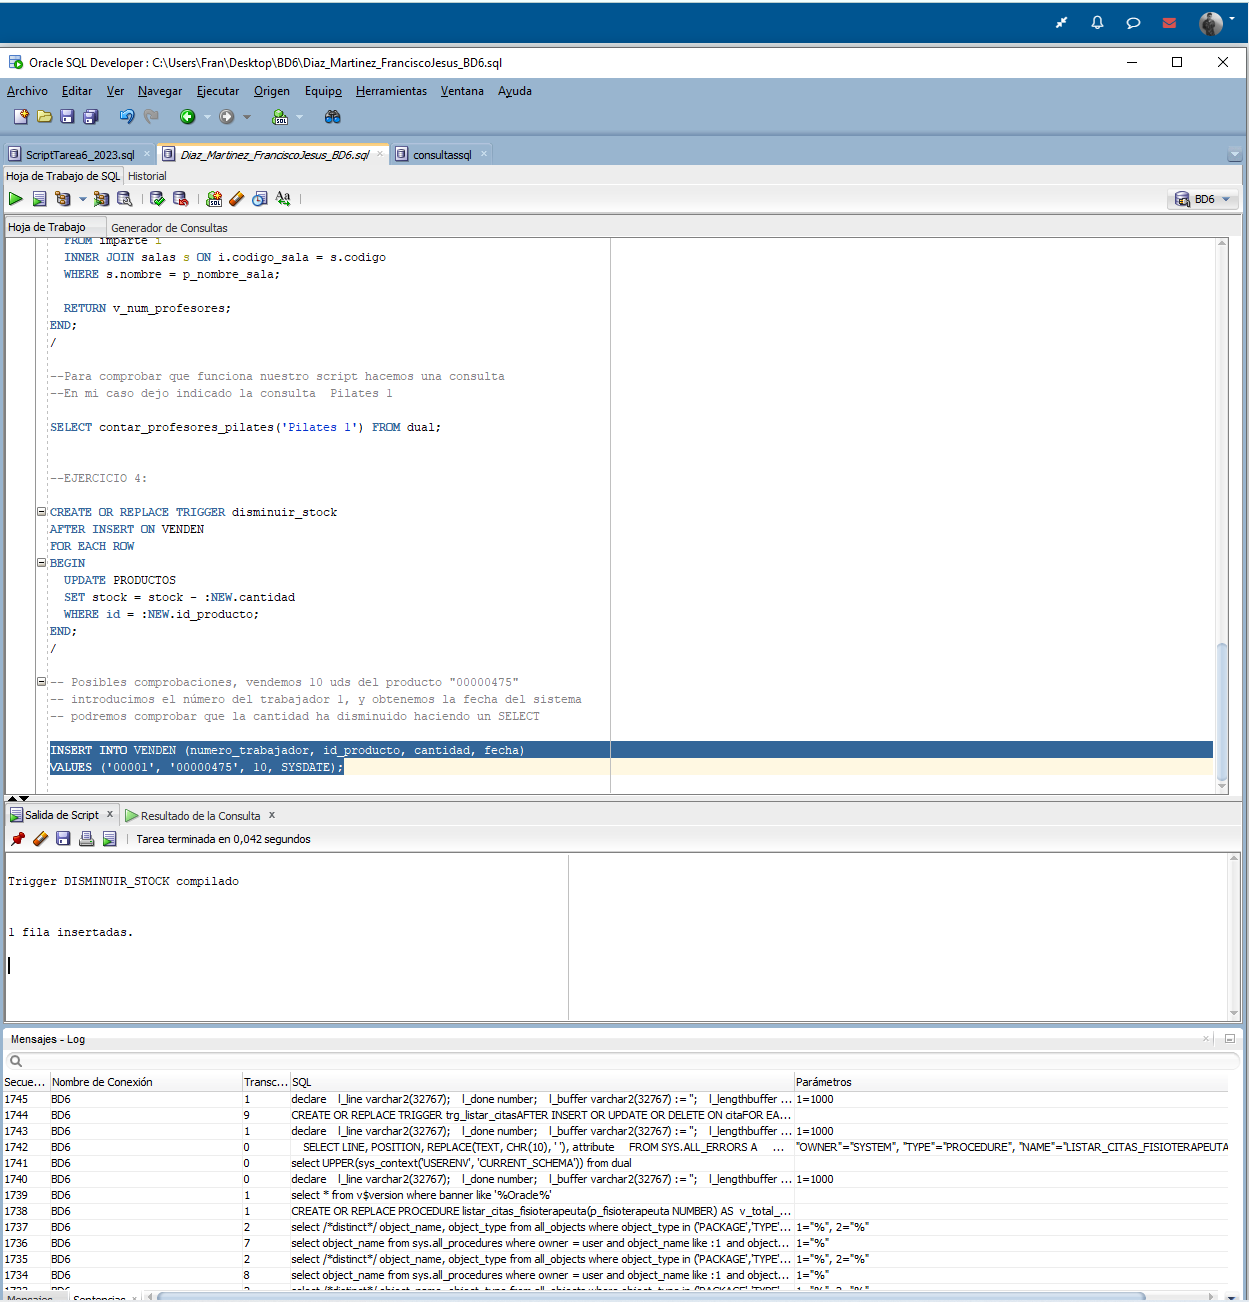 Oracle SQL Developer : C:\Users\Fran\Desktop\BD6\Diaz_Martinez_FranciscoJesus_BD6.sql
Archivo Editar Ver Navegar Ejecutar Origen Equipo Herramientas Ventana Ayuda
ScriptTarea6_2023.sql × Diaz_Martinez_FranciscoJesus_BD6.sql × consultassql ×
Hoja de Trabajo de SQL Historial
BD6
Hoja de Trabajo Generador de Consultas
FROM imparte i
INNER JOIN salas s ON i.codigo_sala = s.codigo
WHERE s.nombre = p_nombre_sala;
RETURN v_num_profesores;
END;
/
--Para comprobar que funciona nuestro script hacemos una consulta
--En mi caso dejo indicado la consulta  Pilates 1
SELECT contar_profesores_pilates('Pilates 1') FROM dual;
--EJERCICIO 4:
CREATE OR REPLACE TRIGGER disminuir_stock
AFTER INSERT ON VENDEN
FOR EACH ROW
BEGIN
UPDATE PRODUCTOS
SET stock = stock - :NEW.cantidad
WHERE id = :NEW.id_producto;
END;
/
-- Posibles comprobaciones, vendemos 10 uds del producto "00000475"
-- introducimos el número del trabajador 1, y obtenemos la fecha del sistema
-- podremos comprobar que la cantidad ha disminuido haciendo un SELECT
INSERT INTO VENDEN (numero_trabajador, id_producto, cantidad, fecha)
VALUES ('00001', '00000475', 10, SYSDATE);
Salida de Script × Resultado de la Consulta ×
Tarea terminada en 0,042 segundos
Trigger DISMINUIR_STOCK compilado
1 fila insertadas.
Mensajes - Log
Secue... Nombre de Conexión Transc... SQL Parámetros
1745 BD6 1 declare l_line varchar2(32767); l_done number; l_buffer varchar2(32767) := ''; l_lengthbuffer ... 1=1000
1744 BD6 9 CREATE OR REPLACE TRIGGER trg_listar_citasAFTER INSERT OR UPDATE OR DELETE ON citaFOR EA...
1743 BD6 1 declare l_line varchar2(32767); l_done number; l_buffer varchar2(32767) := ''; l_lengthbuffer ... 1=1000
1742 BD6 0 SELECT LINE, POSITION, REPLACE(TEXT, CHR(10), ' '), attribute FROM SYS.ALL_ERRORS A ... "OWNER"="SYSTEM", "TYPE"="PROCEDURE", "NAME"="LISTAR_CITAS_FISIOTERAPEUTA
1741 BD6 0 select UPPER(sys_context('USERENV', 'CURRENT_SCHEMA')) from dual
1740 BD6 0 declare l_line varchar2(32767); l_done number; l_buffer varchar2(32767) := ''; l_lengthbuffer ... 1=1000
1739 BD6 1 select * from v$version where banner like '%Oracle%'
1738 BD6 1 CREATE OR REPLACE PROCEDURE listar_citas_fisioterapeuta(p_fisioterapeuta NUMBER) AS v_total_...
1737 BD6 2 select /*distinct*/ object_name, object_type from all_objects where object_type in ('PACKAGE','TYPE'... 1="%", 2="%"
1736 BD6 7 select object_name from sys.all_procedures where owner = user and object_name like :1 and object... 1="%"
1735 BD6 2 select /*distinct*/ object_name, object_type from all_objects where object_type in ('PACKAGE','TYPE'... 1="%", 2="%"
1734 BD6 8 select object_name from sys.all_procedures where owner = user and object_name like :1 and object... 1="%"
Mensajes Sentencias ×